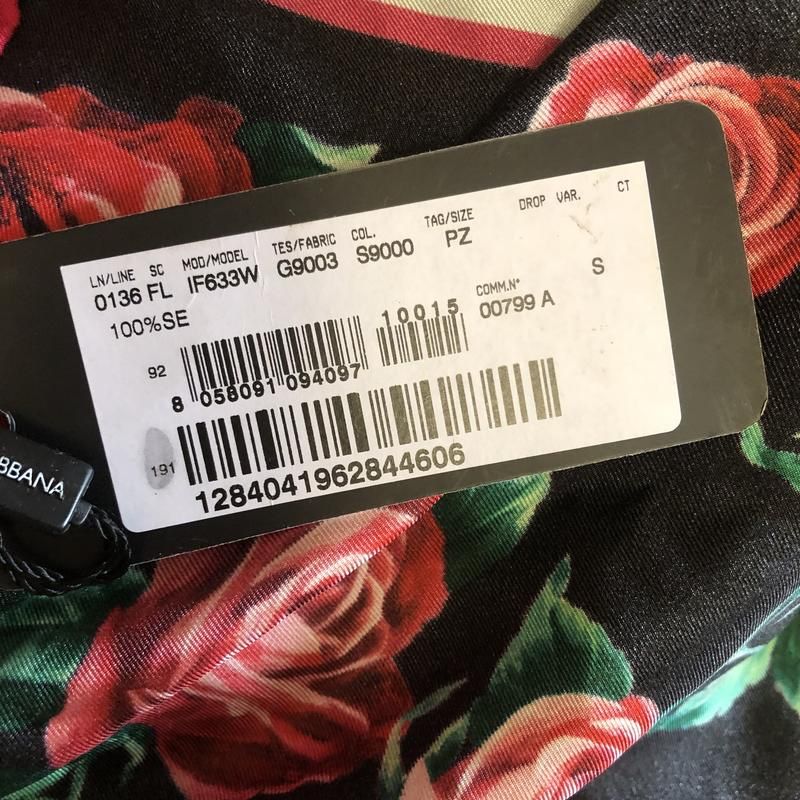 LN/LINE SC MOD/MODEL TES/FABRIC COL. TAG/SIZE DROP VAR. CT
0136 FL IF633W G9003 S9000 PZ
100%SE COMM.N° S
00799 A
92 10015
8 058091 094097
191
1284041962844606
BBANA